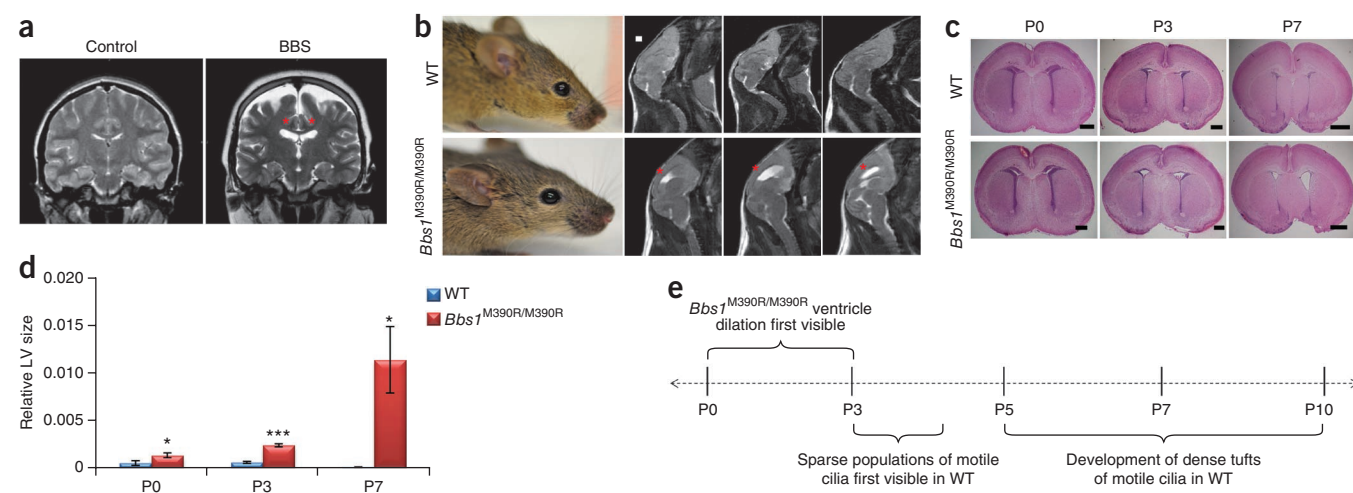 a
Control
BBS
b
WT
Bbs1M390R/M390R
c
P0
P3
P7
WT
Bbs1M390R/M390R
d
Relative LV size
0.020
0.015
0.010
0.005
0
*
***
*
P0
P3
P7
WT
Bbs1M390R/M390R
e
Bbs1M390R/M390R ventricle
dilation first visible
P0
P3
P5
P7
P10
Sparse populations of motile
cilia first visible in WT
Development of dense tufts
of motile cilia in WT